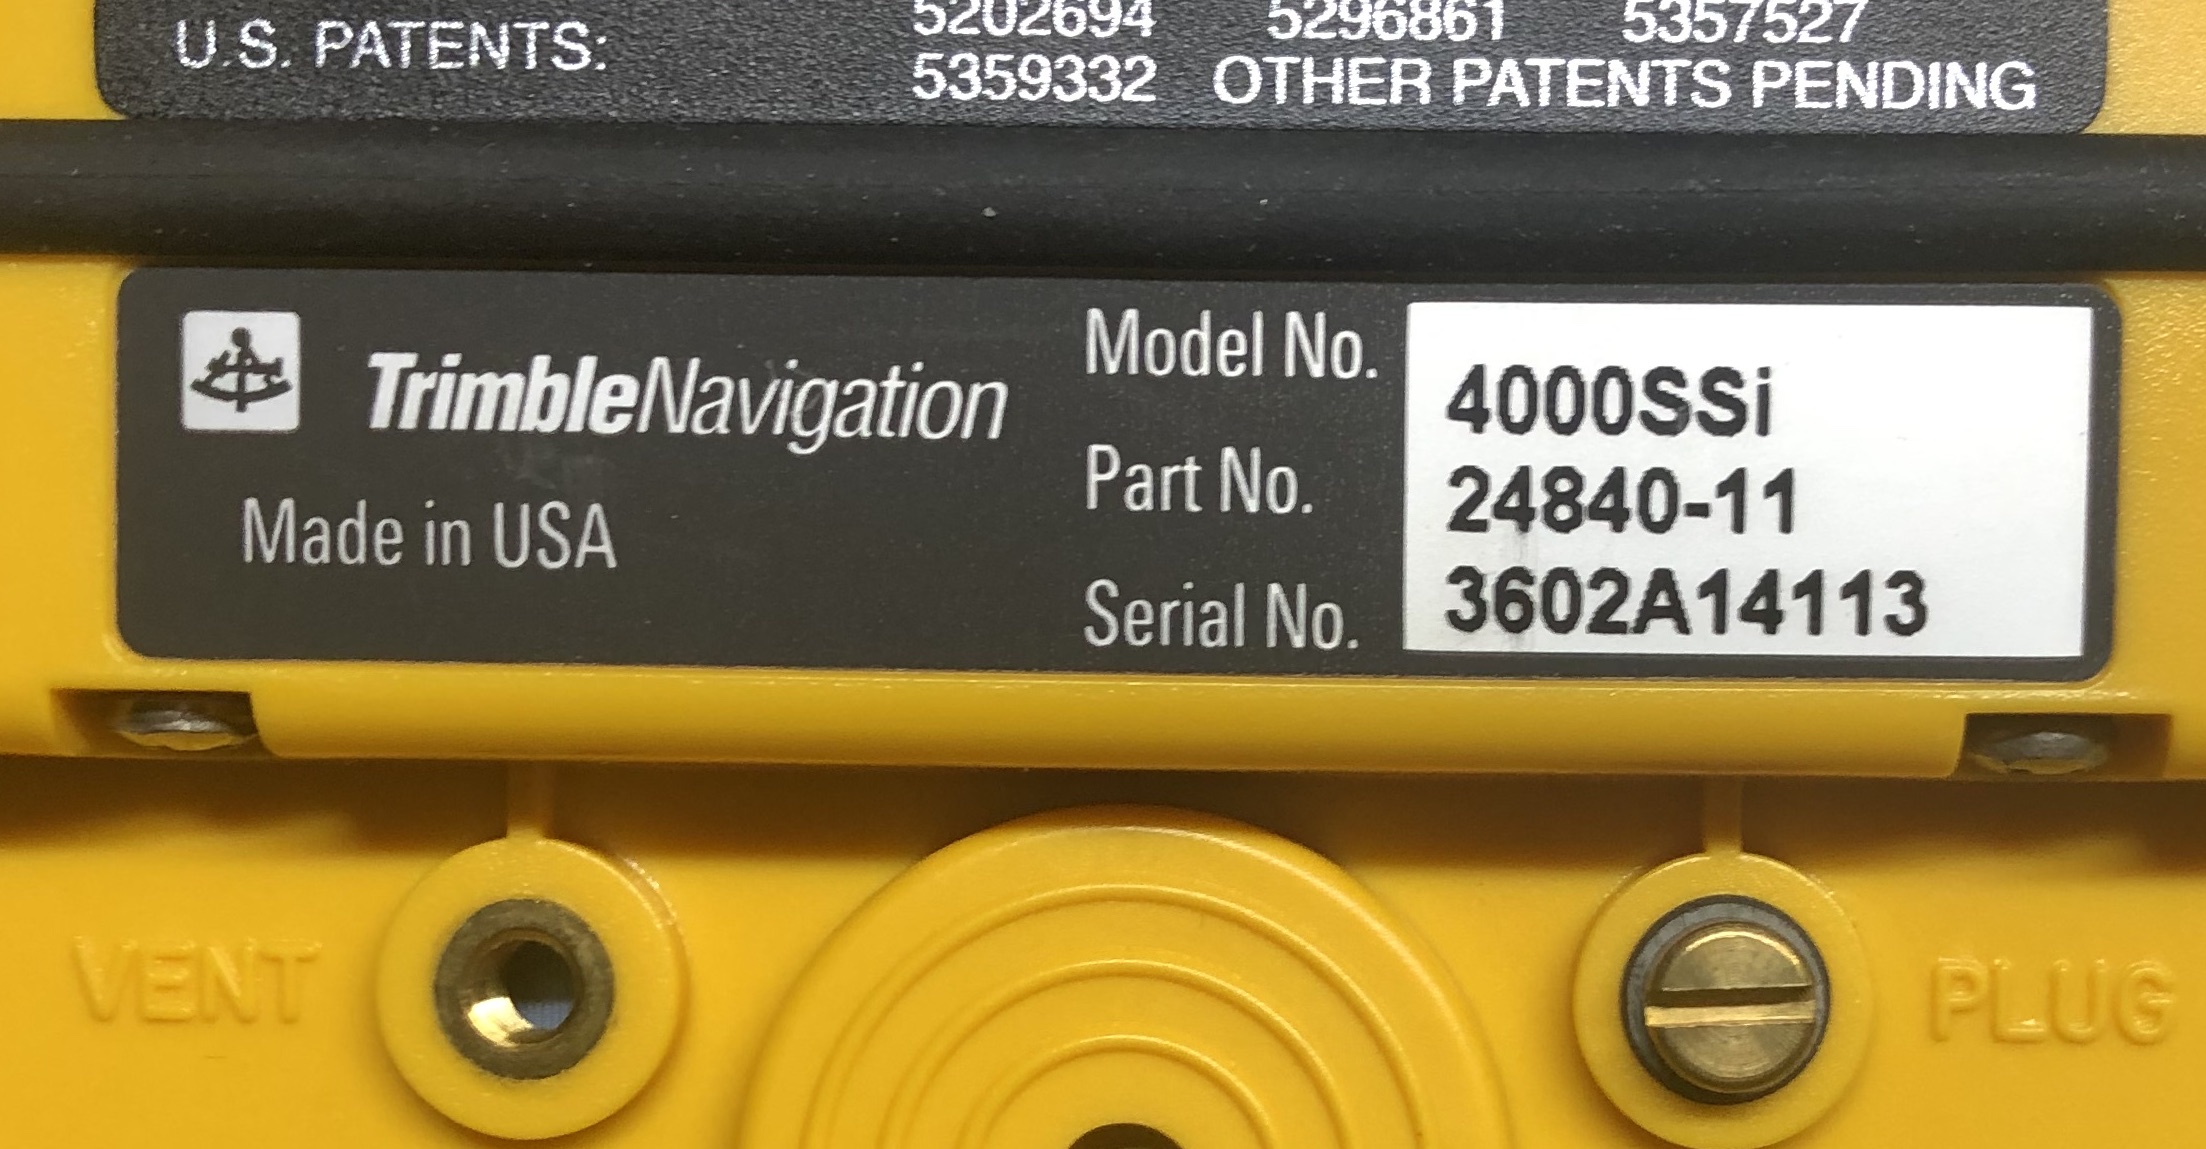 5202694 5296861 5357527
U.S. PATENTS:
5359332 OTHER PATENTS PENDING
TrimbleNavigation
Made in USA
Model No. 4000SSi
Part No. 24840-11
Serial No. 3602A14113
VENT
PLUG